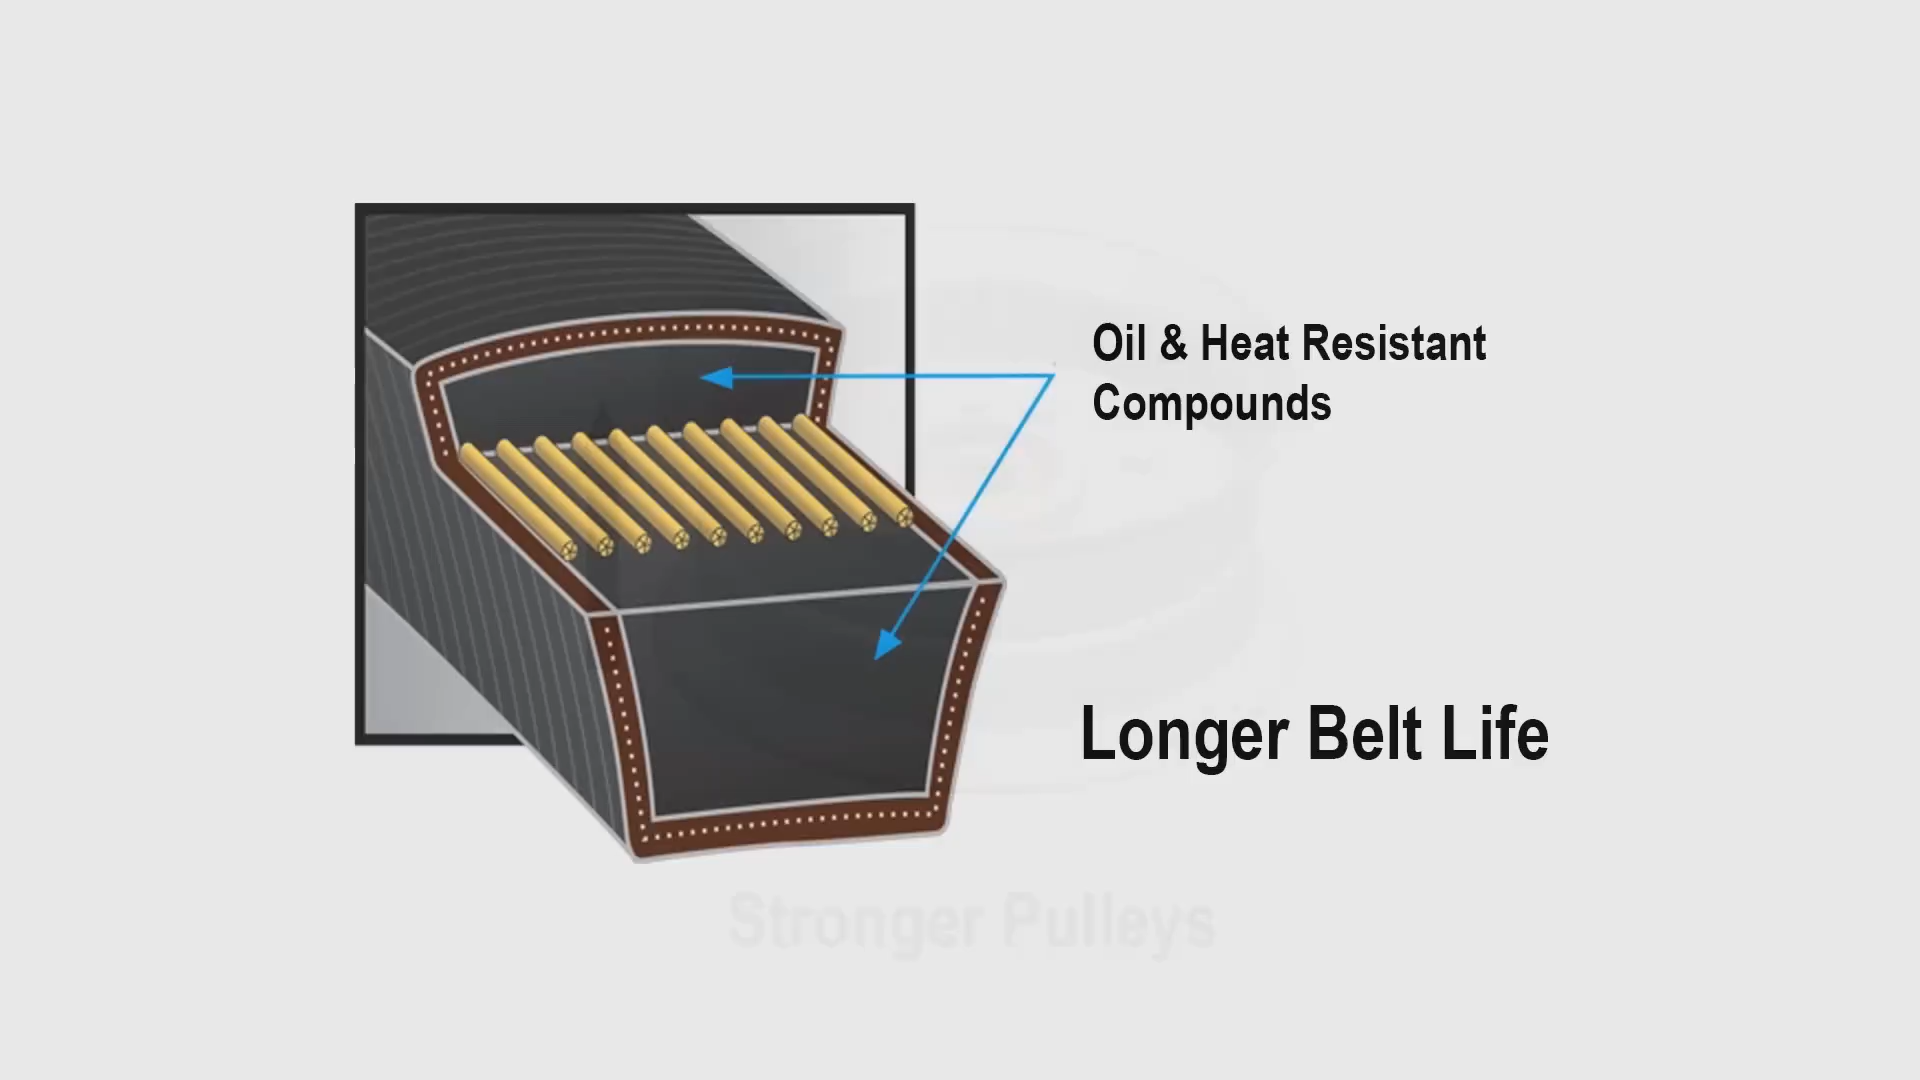 Oil & Heat Resistant
Compounds
Longer Belt Life
Stronger Pulleys